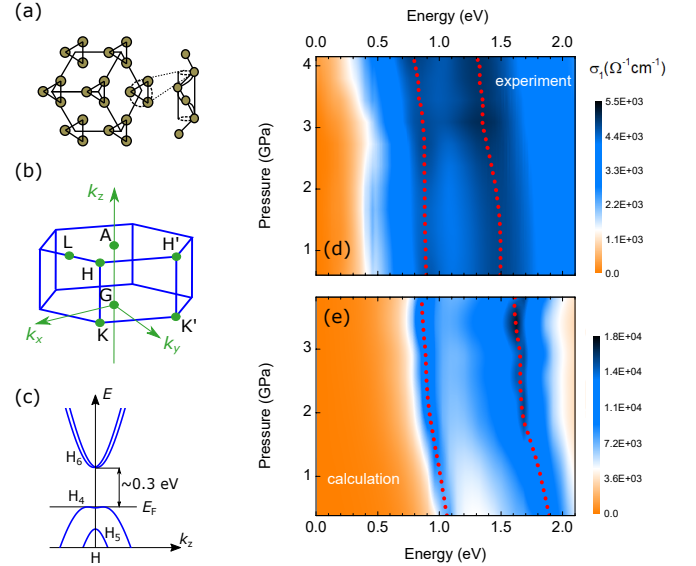 (a)
(b)
k_z
L
A
H'
H
G
K
K'
k_x
k_y
(c)
E
H_6
~0.3 eV
H_4
E_F
H_5
k_z
H
Energy (eV)
0.0 0.5 1.0 1.5 2.0
experiment
4
3
2
1
Pressure (GPa)
(d)
σ_1(Ω^-1cm^-1)
5.5E+03
4.4E+03
3.3E+03
2.2E+03
1.1E+03
0.0
(e)
3
2
1
Pressure (GPa)
calculation
0.0 0.5 1.0 1.5 2.0
Energy (eV)
1.8E+04
1.4E+04
1.1E+04
7.2E+03
3.6E+03
0.0